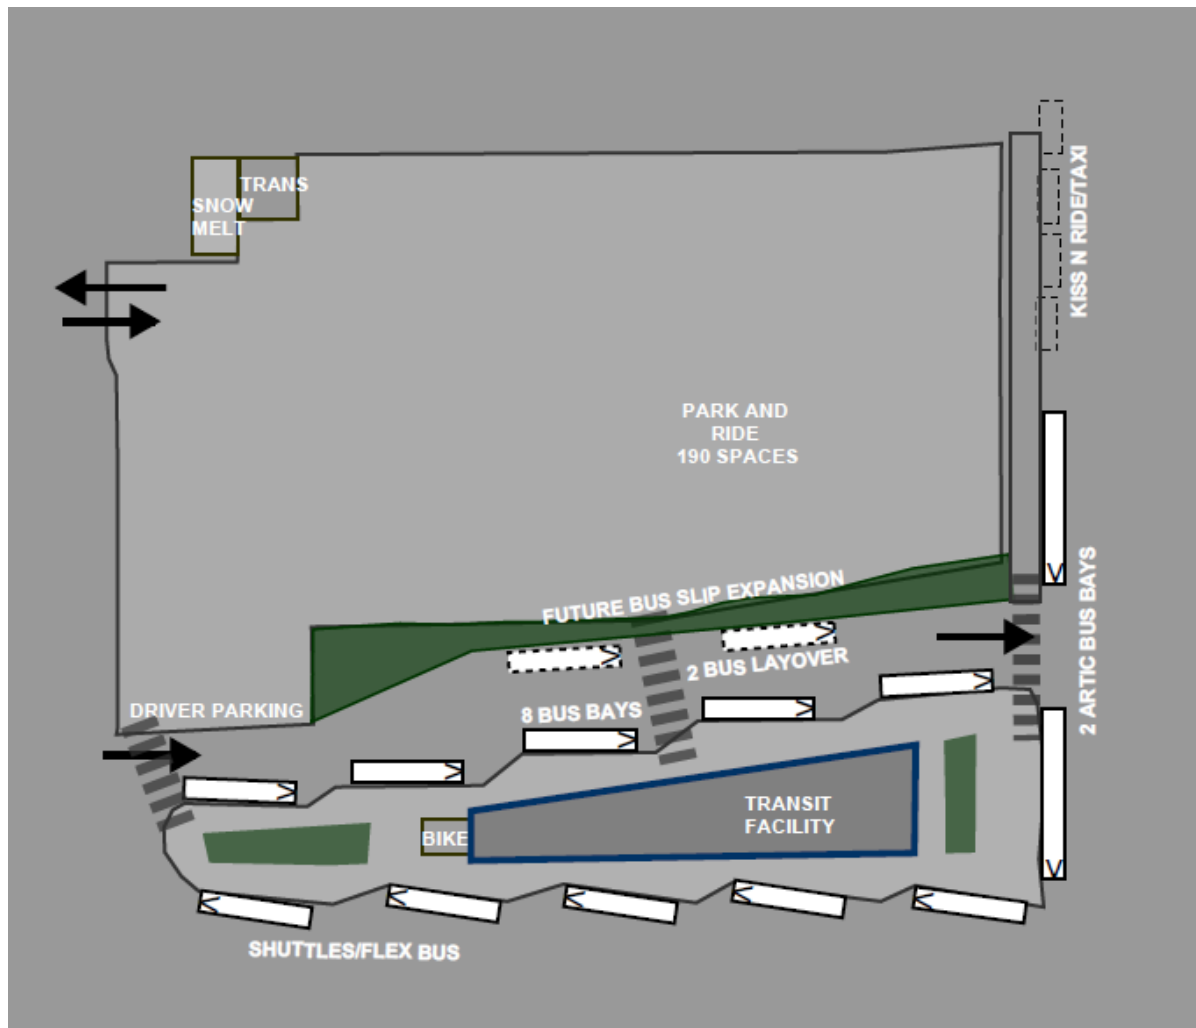 TRANS
SNOW
MELT
KISS N RIDE/TAXI
PARK AND
RIDE
190 SPACES
FUTURE BUS SLIP EXPANSION
2 BUS LAYOVER
2 ARTIC BUS BAYS
DRIVER PARKING
8 BUS BAYS
TRANSIT
FACILITY
BIKE
SHUTTLES/FLEX BUS